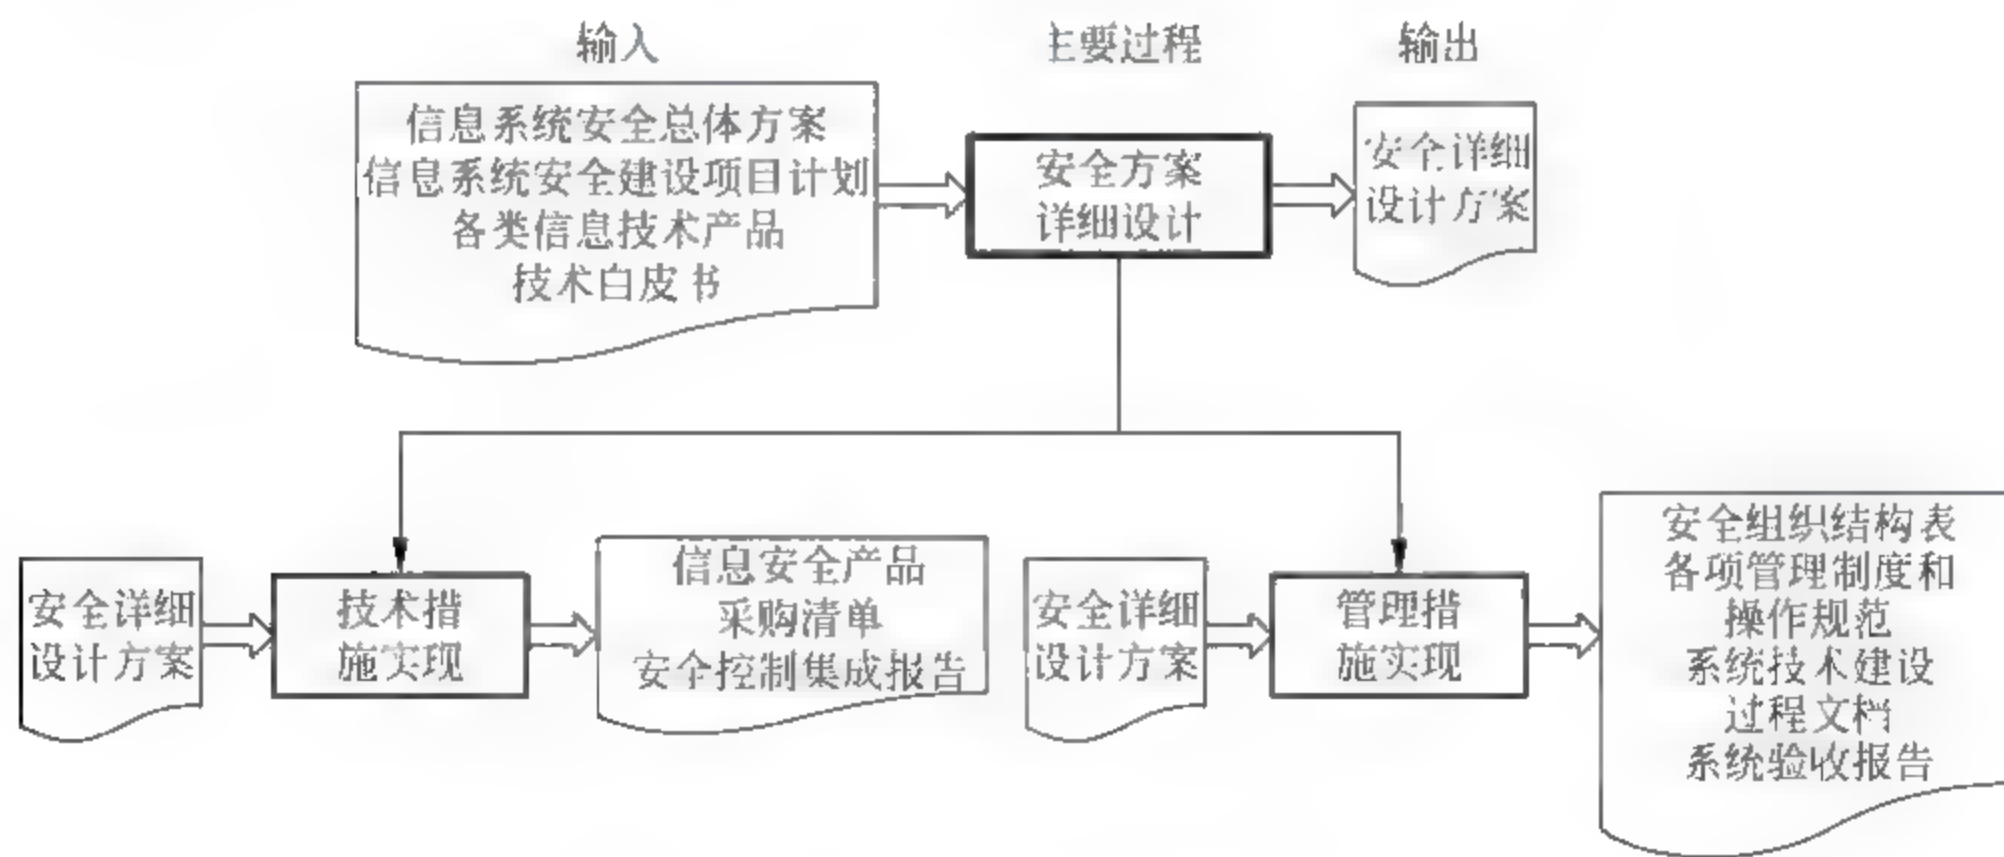 输入
主要过程
输出
信息系统安全总体方案
信息系统安全建设项目计划
各类信息技术产品
技术白皮书
安全方案
详细设计
安全详细
设计方案
安全详细
设计方案
技术措
施实现
信息安全产品
采购清单
安全控制集成报告
安全详细
设计方案
管理措
施实现
安全组织结构表
各项管理制度和
操作规范
系统技术建设
过程文档
系统验收报告